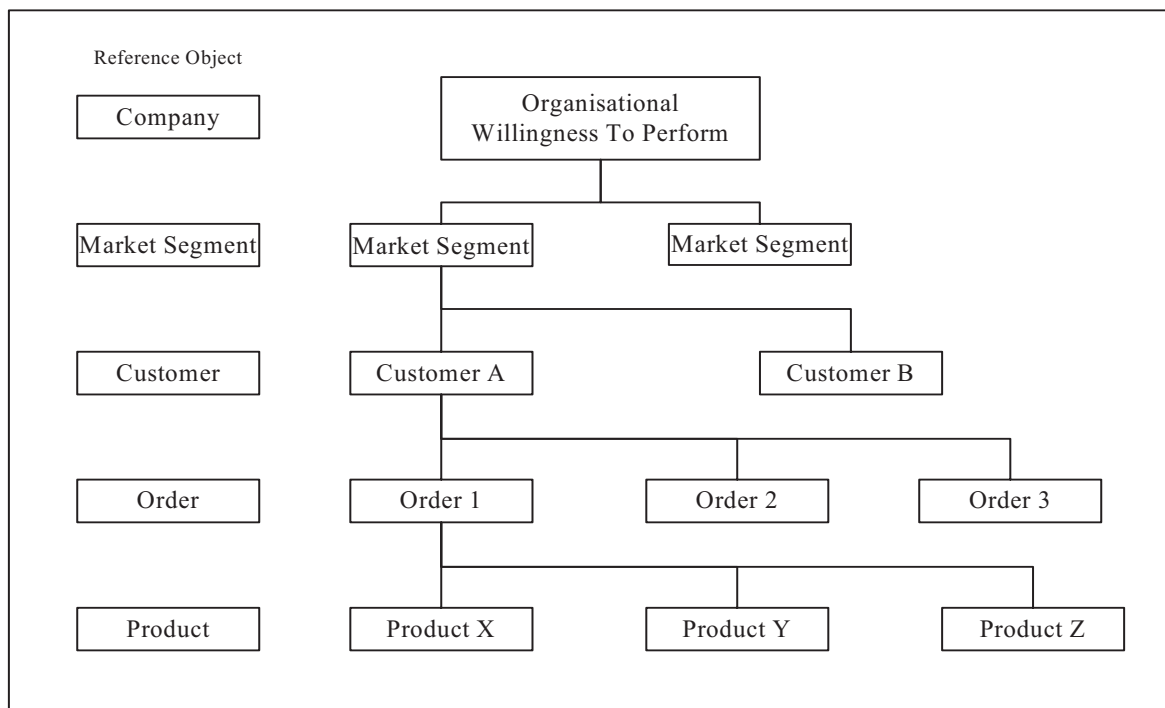 Reference Object
Company
Organisational
Willingness To Perform
Market Segment
Market Segment
Market Segment
Customer
Customer A
Customer B
Order
Order 1
Order 2
Order 3
Product
Product X
Product Y
Product Z